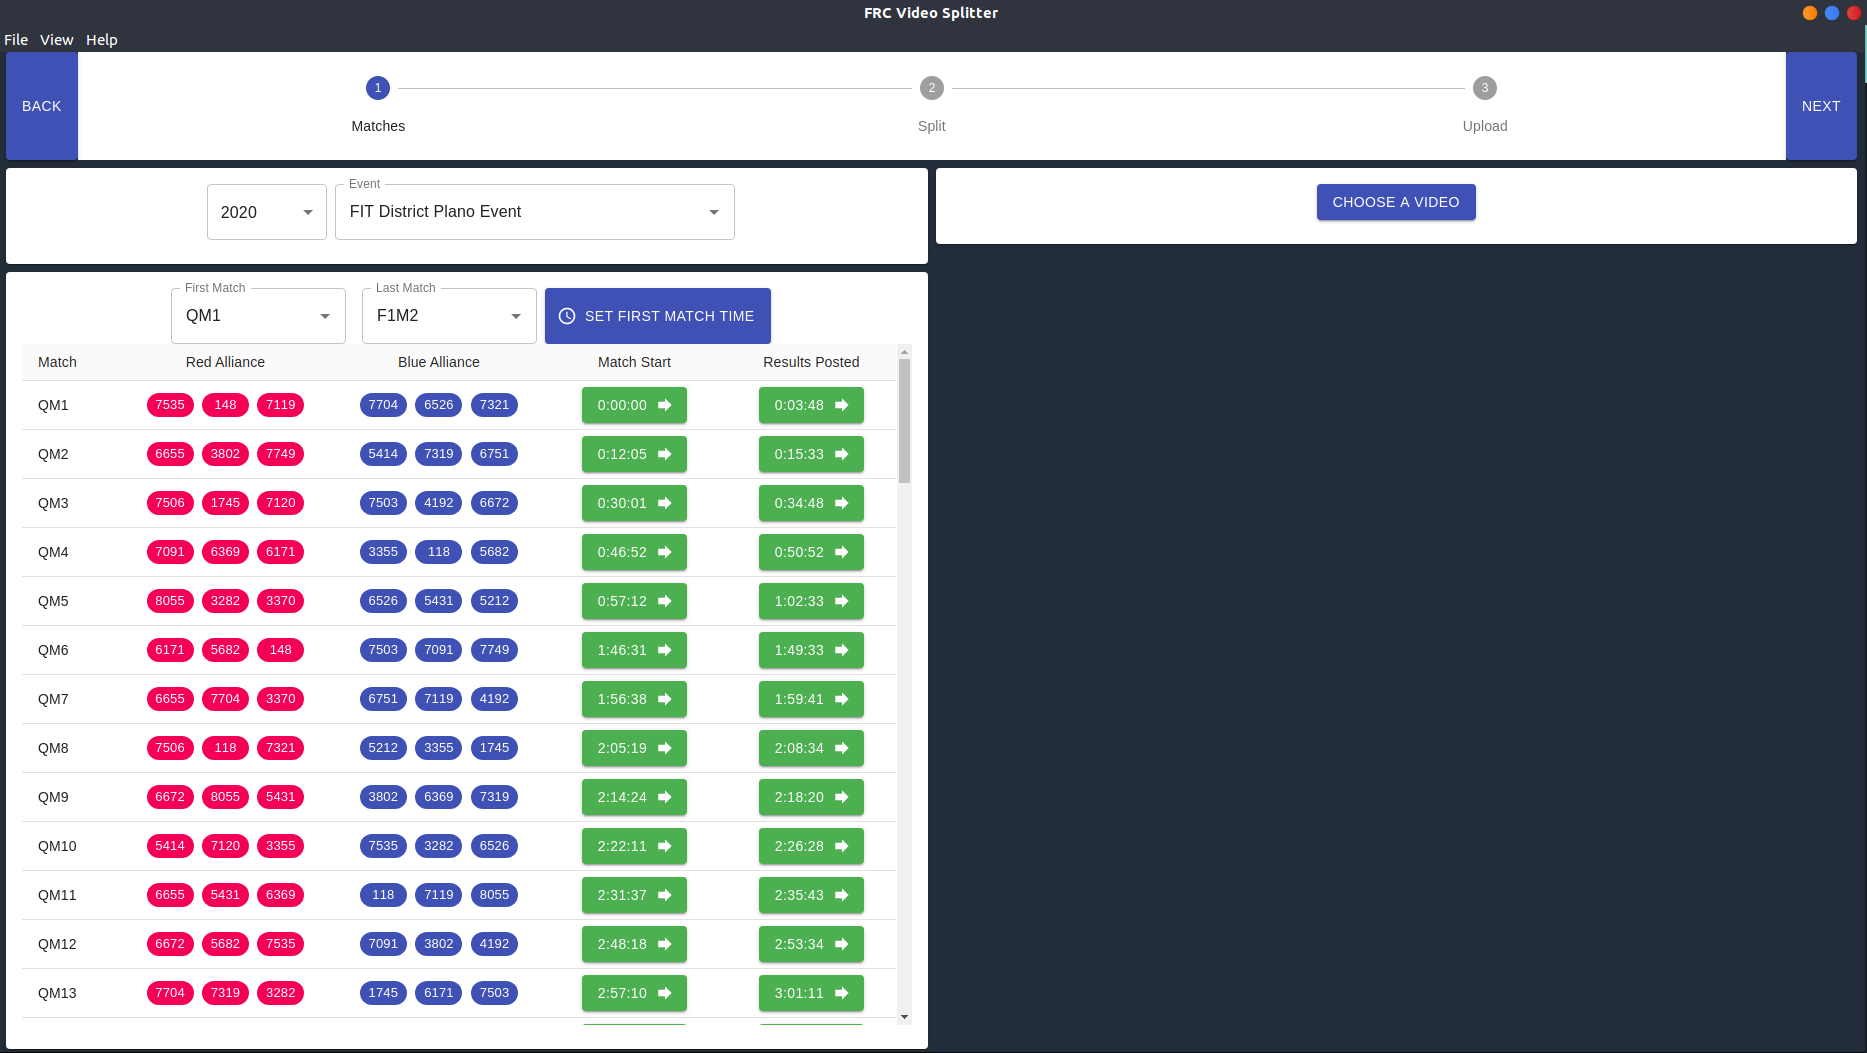 FRC Video Splitter
File View Help
BACK
1
2
3
NEXT
Matches
Split
Upload
2020
Event
FIT District Plano Event
CHOOSE A VIDEO
First Match
QM1
Last Match
F1M2
SET FIRST MATCH TIME
Match Red Alliance Blue Alliance Match Start Results Posted
QM1 7535 148 7119 7704 6526 7321 0:00:00 0:03:48
QM2 6655 3802 7749 5414 7319 6751 0:12:05 0:15:33
QM3 7506 1745 7120 7503 4192 6672 0:30:01 0:34:48
QM4 7091 6369 6171 3355 118 5682 0:46:52 0:50:52
QM5 8055 3282 3370 6526 5431 5212 0:57:12 1:02:33
QM6 6171 5682 148 7503 7091 7749 1:46:31 1:49:33
QM7 6655 7704 3370 6751 7119 4192 1:56:38 1:59:41
QM8 7506 118 7321 5212 3355 1745 2:05:19 2:08:34
QM9 6672 8055 5431 3802 6369 7319 2:14:24 2:18:20
QM10 5414 7120 3355 7535 3282 6526 2:22:11 2:26:28
QM11 6655 5431 6369 118 7119 8055 2:31:37 2:35:43
QM12 6672 5682 7535 7091 3802 4192 2:48:18 2:53:34
QM13 7704 7319 3282 1745 6171 7503 2:57:10 3:01:11